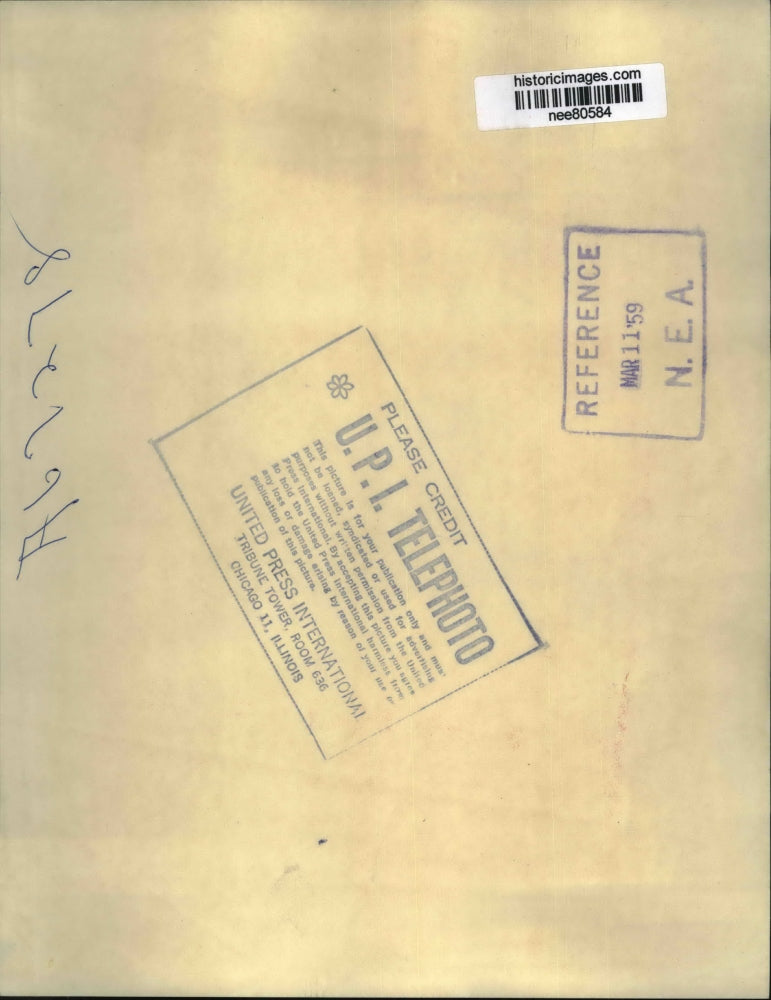 historicimages.com
nee80584
REFERENCE
MAR 11 '59
N. E. A.
PLEASE CREDIT
U. P. I. TELEPHOTO
This picture is for your publication only and must
not be loaned, syndicated or used for advertising
purposes without written permission from the United
Press International. By accepting this picture you agree
to hold the United Press International harmless from
any loss or damage arising by reason of your use or
publication of this picture.
UNITED PRESS INTERNATIONAL
TRIBUNE TOWER, ROOM 636
CHICAGO 11, ILLINOIS